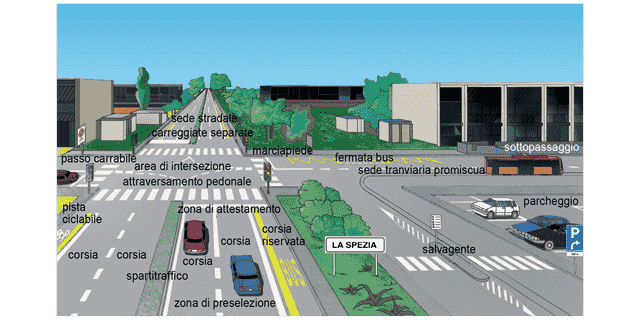 sede stradale
carreggiate separate
marciapiede
sottopassaggio
passo carrabile
area di intersezione
fermata bus
sede tranviaria promiscua
attraversamento pedonale
pista
ciclabile
zona di attestamento
parcheggio
corsia
riservata
corsia
corsia
corsia
corsia
corsia
LA SPEZIA
salvagente
P
spartitraffico
BUS
zona di preselezione